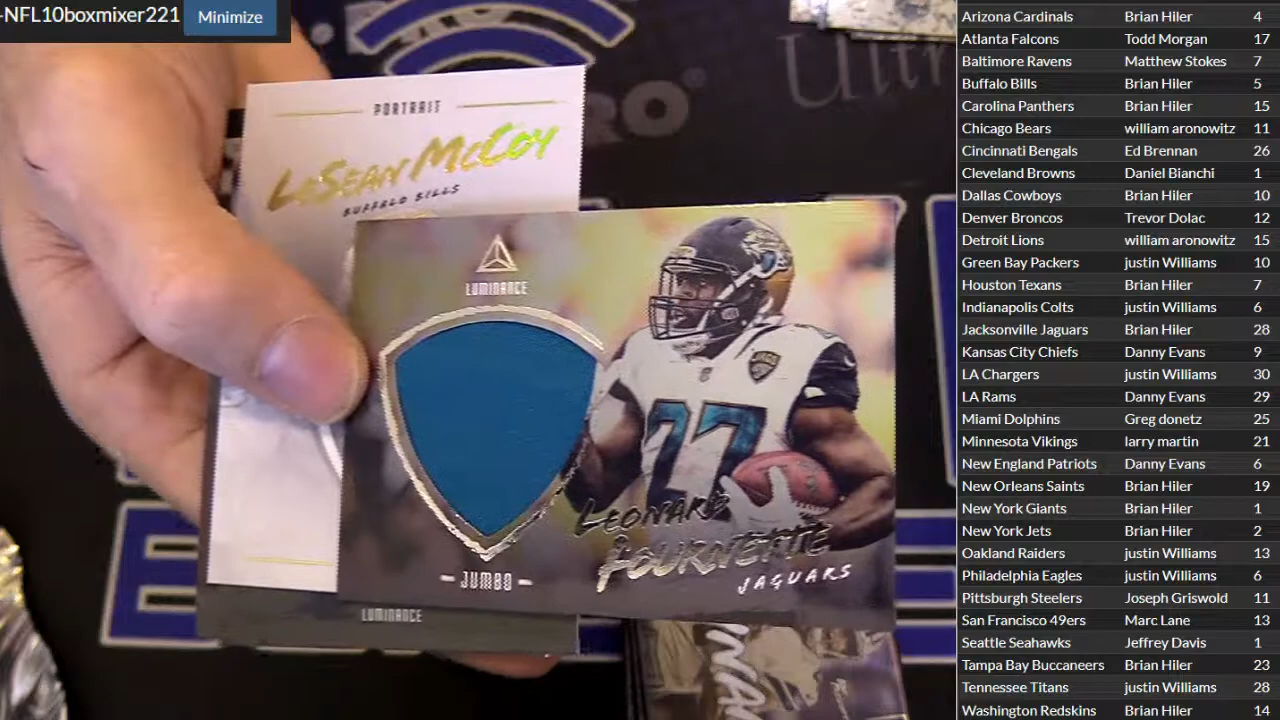 -NFL10boxmixer221 Minimize
PORTRAIT
LESEAN MCCOY
BUFFALO BILLS
LUMINANCE
27
JAGS
LEONARD
FOURNETTE
JAGUARS
JUMBO
LUMINANCE
Arizona Cardinals Brian Hiler 4
Atlanta Falcons Todd Morgan 17
Baltimore Ravens Matthew Stokes 7
Buffalo Bills Brian Hiler 5
Carolina Panthers Brian Hiler 15
Chicago Bears william aronowitz 11
Cincinnati Bengals Ed Brennan 26
Cleveland Browns Daniel Bianchi 1
Dallas Cowboys Brian Hiler 10
Denver Broncos Trevor Dolac 12
Detroit Lions william aronowitz 15
Green Bay Packers justin Williams 10
Houston Texans Brian Hiler 7
Indianapolis Colts justin Williams 6
Jacksonville Jaguars Brian Hiler 28
Kansas City Chiefs Danny Evans 9
LA Chargers justin Williams 30
LA Rams Danny Evans 29
Miami Dolphins Greg donetz 25
Minnesota Vikings larry martin 21
New England Patriots Danny Evans 6
New Orleans Saints Brian Hiler 19
New York Giants Brian Hiler 1
New York Jets Brian Hiler 2
Oakland Raiders justin Williams 13
Philadelphia Eagles justin Williams 6
Pittsburgh Steelers Joseph Griswold 11
San Francisco 49ers Marc Lane 13
Seattle Seahawks Jeffrey Davis 1
Tampa Bay Buccaneers Brian Hiler 23
Tennessee Titans justin Williams 28
Washington Redskins Brian Hiler 14